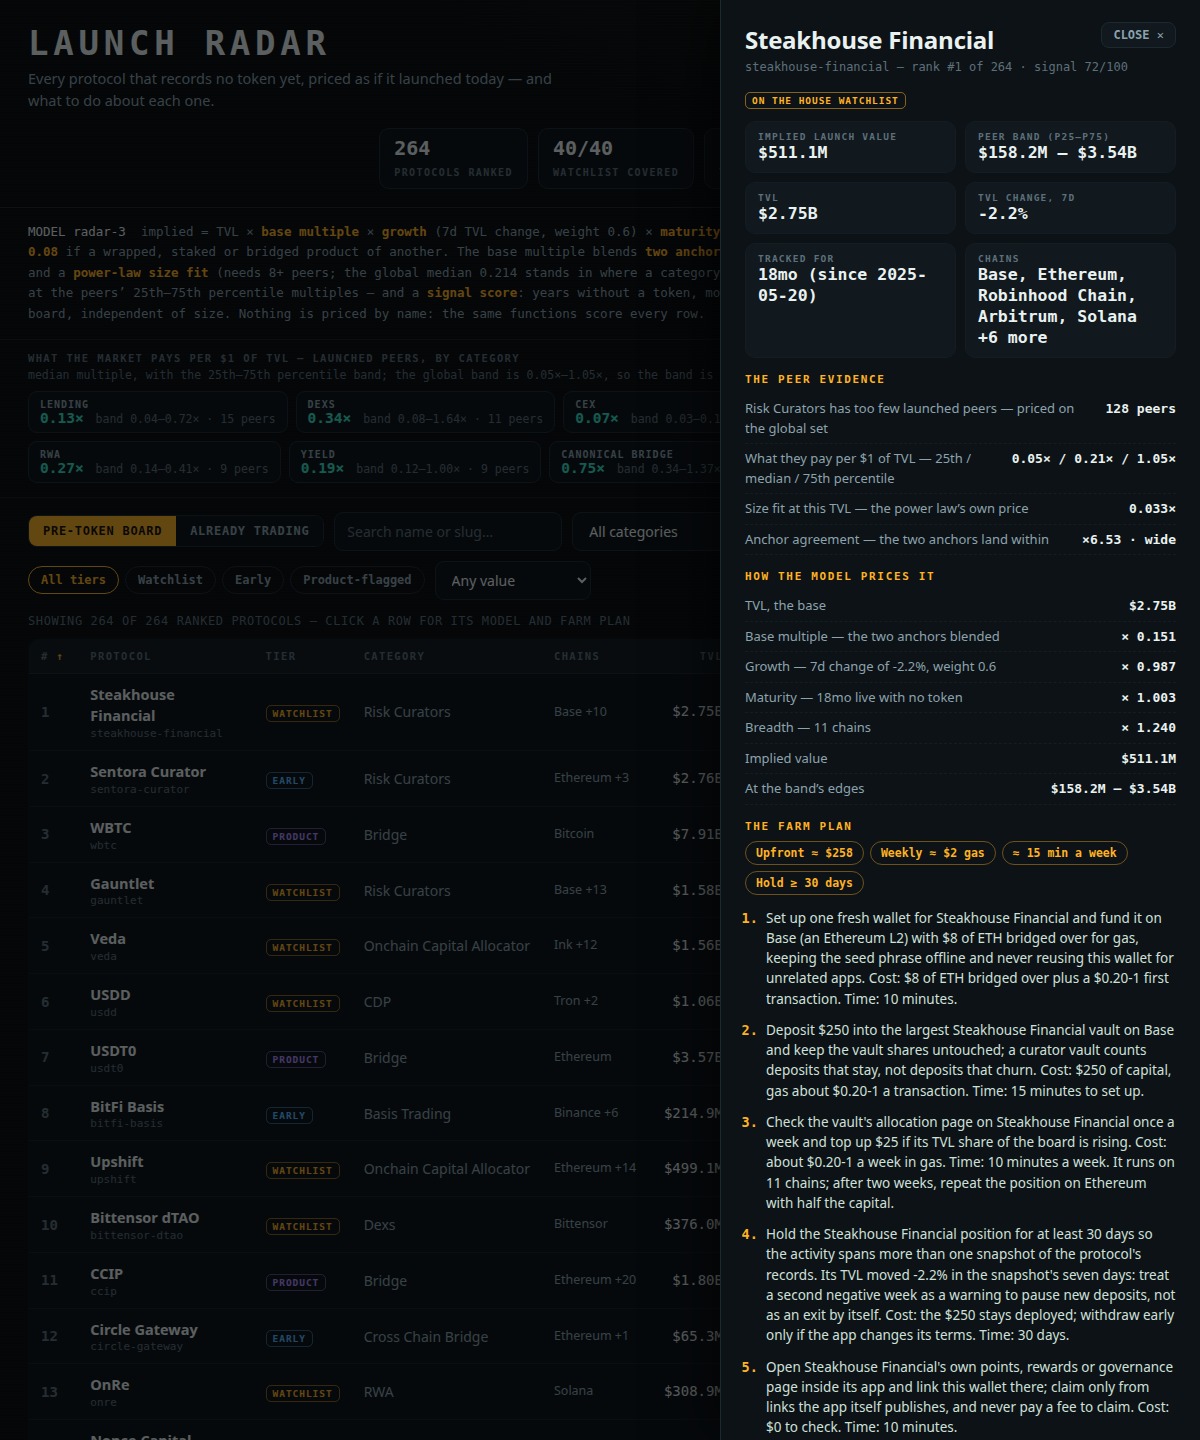 LAUNCH RADAR
Every protocol that records no token yet, priced as if it launched today — and
what to do about each one.
264
PROTOCOLS RANKED
40/40
WATCHLIST COVERED
MODEL radar-3 implied = TVL × base multiple × growth (7d TVL change, weight 0.6) × maturity
0.08 if a wrapped, staked or bridged product of another. The base multiple blends two anchor
and a power-law size fit (needs 8+ peers; the global median 0.214 stands in where a category
at the peers’ 25th–75th percentile multiples — and a signal score: years without a token, mo
board, independent of size. Nothing is priced by name: the same functions score every row.
WHAT THE MARKET PAYS PER $1 OF TVL — LAUNCHED PEERS, BY CATEGORY
median multiple, with the 25th–75th percentile band; the global band is 0.05×–1.05×, so the band is
LENDING
0.13× band 0.04–0.72× · 15 peers
DEXS
0.34× band 0.08–1.64× · 11 peers
CEX
0.07× band 0.03–0.1
RWA
0.27× band 0.14–0.41× · 9 peers
YIELD
0.19× band 0.12–1.00× · 9 peers
CANONICAL BRIDGE
0.75× band 0.34–1.37×
PRE-TOKEN BOARD
ALREADY TRADING
Search name or slug…
All categories
All tiers
Watchlist
Early
Product-flagged
Any value
SHOWING 264 OF 264 RANKED PROTOCOLS — CLICK A ROW FOR ITS MODEL AND FARM PLAN
# ↑ PROTOCOL TIER CATEGORY CHAINS TVL
1 Steakhouse Financial WATCHLIST Risk Curators Base +10 $2.75B
steakhouse-financial
2 Sentora Curator EARLY Risk Curators Ethereum +3 $2.76B
sentora-curator
3 WBTC PRODUCT Bridge Bitcoin $7.91B
wbtc
4 Gauntlet WATCHLIST Risk Curators Base +13 $1.58B
gauntlet
5 Veda WATCHLIST Onchain Capital Allocator Ink +12 $1.56B
veda
6 USDD WATCHLIST CDP Tron +2 $1.06B
usdd
7 USDT0 PRODUCT Bridge Ethereum $3.57B
usdt0
8 BitFi Basis EARLY Basis Trading Binance +6 $214.9M
bitfi-basis
9 Upshift WATCHLIST Onchain Capital Allocator Ethereum +14 $499.1M
upshift
10 Bittensor dTAO WATCHLIST Dexs Bittensor $376.0M
bittensor-dtao
11 CCIP PRODUCT Bridge Ethereum +20 $1.80B
ccip
12 Circle Gateway EARLY Cross Chain Bridge Ethereum +1 $65.3M
circle-gateway
13 OnRe WATCHLIST RWA Solana $308.9M
onre
Steakhouse Financial
CLOSE ×
steakhouse-financial — rank #1 of 264 · signal 72/100
ON THE HOUSE WATCHLIST
IMPLIED LAUNCH VALUE
$511.1M
PEER BAND (P25–P75)
$158.2M – $3.54B
TVL
$2.75B
TVL CHANGE, 7D
-2.2%
TRACKED FOR
18mo (since 2025-
05-20)
CHAINS
Base, Ethereum,
Robinhood Chain,
Arbitrum, Solana
+6 more
THE PEER EVIDENCE
Risk Curators has too few launched peers — priced on
the global set
128 peers
What they pay per $1 of TVL — 25th /
median / 75th percentile
0.05× / 0.21× / 1.05×
Size fit at this TVL — the power law’s own price 0.033×
Anchor agreement — the two anchors land within ×6.53 · wide
HOW THE MODEL PRICES IT
TVL, the base $2.75B
Base multiple — the two anchors blended × 0.151
Growth — 7d change of -2.2%, weight 0.6 × 0.987
Maturity — 18mo live with no token × 1.003
Breadth — 11 chains × 1.240
Implied value $511.1M
At the band’s edges $158.2M – $3.54B
THE FARM PLAN
Upfront ≈ $258
Weekly ≈ $2 gas
≈ 15 min a week
Hold ≥ 30 days
1. Set up one fresh wallet for Steakhouse Financial and fund it on
Base (an Ethereum L2) with $8 of ETH bridged over for gas,
keeping the seed phrase offline and never reusing this wallet for
unrelated apps. Cost: $8 of ETH bridged over plus a $0.20-1 first
transaction. Time: 10 minutes.
2. Deposit $250 into the largest Steakhouse Financial vault on Base
and keep the vault shares untouched; a curator vault counts
deposits that stay, not deposits that churn. Cost: $250 of capital,
gas about $0.20-1 a transaction. Time: 15 minutes to set up.
3. Check the vault's allocation page on Steakhouse Financial once a
week and top up $25 if its TVL share of the board is rising. Cost:
about $0.20-1 a week in gas. Time: 10 minutes a week. It runs on
11 chains; after two weeks, repeat the position on Ethereum
with half the capital.
4. Hold the Steakhouse Financial position for at least 30 days so
the activity spans more than one snapshot of the protocol's
records. Its TVL moved -2.2% in the snapshot's seven days: treat
a second negative week as a warning to pause new deposits, not
as an exit by itself. Cost: the $250 stays deployed; withdraw early
only if the app changes its terms. Time: 30 days.
5. Open Steakhouse Financial's own points, rewards or governance
page inside its app and link this wallet there; claim only from
links the app itself publishes, and never pay a fee to claim. Cost:
$0 to check. Time: 10 minutes.